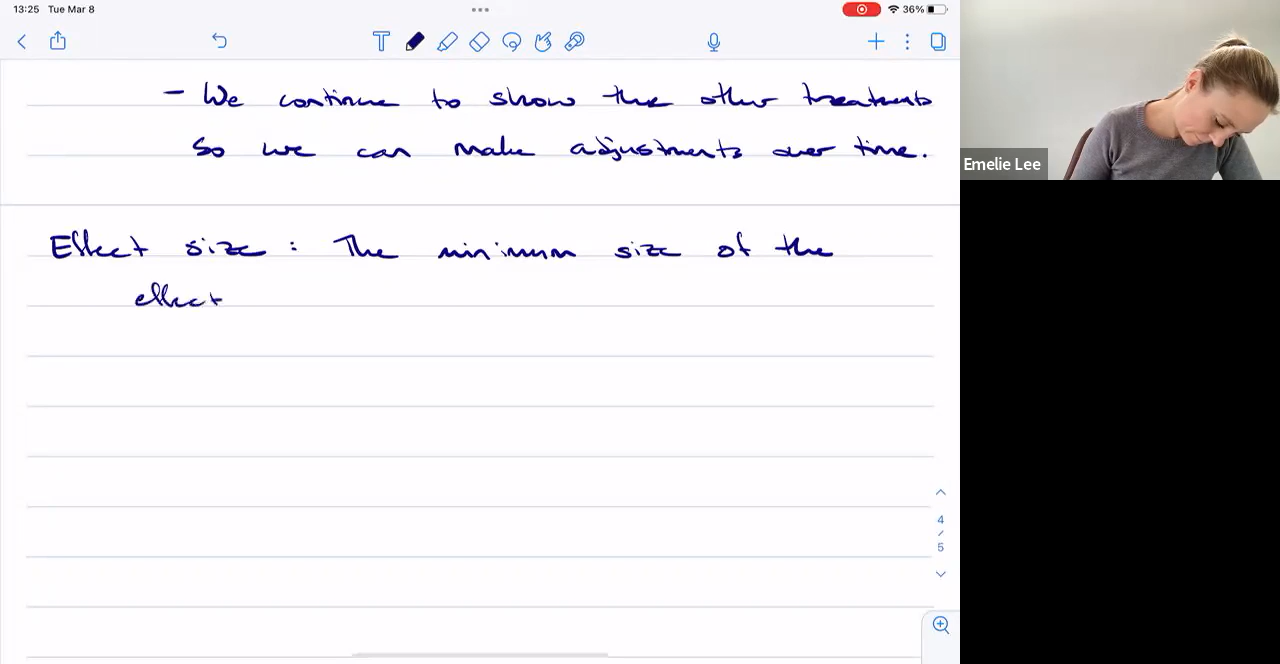 13:25 Tue Mar 8
36%
- We continue to show the other treatments
so we can make adjustments over time.
Emelie Lee
Effect size : The minimum size of the
effect
4
/
5